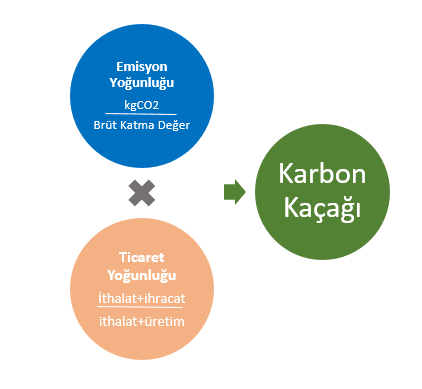 Emisyon
Yoğunluğu
kgCO2
Brüt Katma Değer
Karbon
Kaçağı
Ticaret
Yoğunluğu
İthalat+ihracat
ithalat+üretim